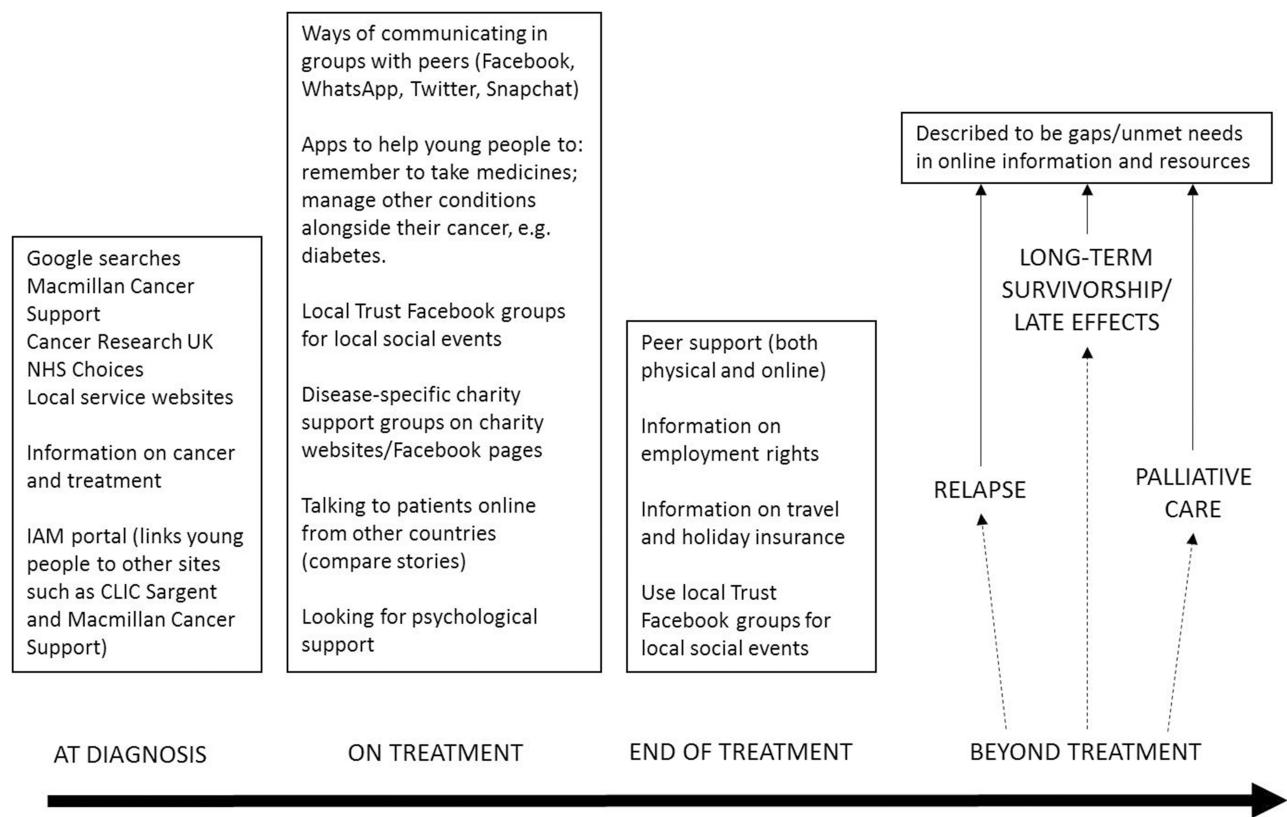 Google searches
Macmillan Cancer
Support
Cancer Research UK
NHS Choices
Local service websites
Information on cancer
and treatment
IAM portal (links young
people to other sites
such as CLIC Sargent
and Macmillan Cancer
Support)
Ways of communicating in
groups with peers (Facebook,
WhatsApp, Twitter, Snapchat)
Apps to help young people to:
remember to take medicines;
manage other conditions
alongside their cancer, e.g.
diabetes.
Local Trust Facebook groups
for local social events
Disease-specific charity
support groups on charity
websites/Facebook pages
Talking to patients online
from other countries
(compare stories)
Looking for psychological
support
Peer support (both
physical and online)
Information on
employment rights
Information on travel
and holiday insurance
Use local Trust
Facebook groups for
local social events
Described to be gaps/unmet needs
in online information and resources
LONG-TERM
SURVIVORSHIP/
LATE EFFECTS
RELAPSE
PALLIATIVE
CARE
AT DIAGNOSIS
ON TREATMENT
END OF TREATMENT
BEYOND TREATMENT